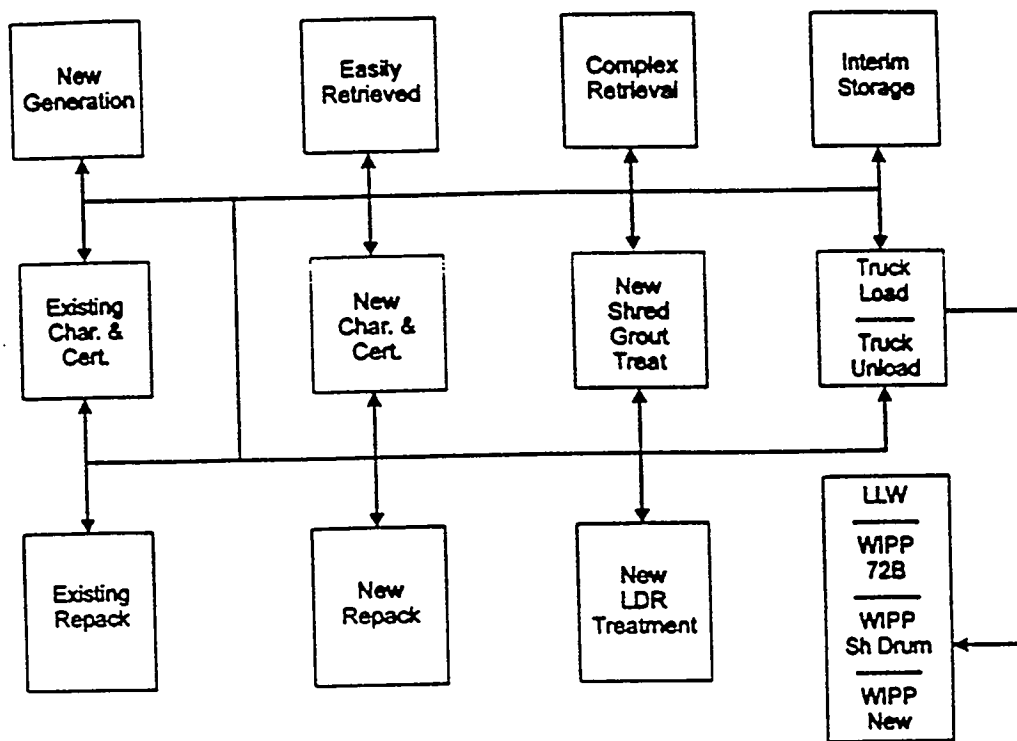 New
Generation
Easily
Retrieved
Complex
Retrieval
Interim
Storage
Existing
Char. &
Cert.
New
Char. &
Cert.
New
Shred
Grout
Treat
Truck
Load
Truck
Unload
Existing
Repack
New
Repack
New
LDR
Treatment
LLW
WIPP
72B
WIPP
Sh Drum
WIPP
New